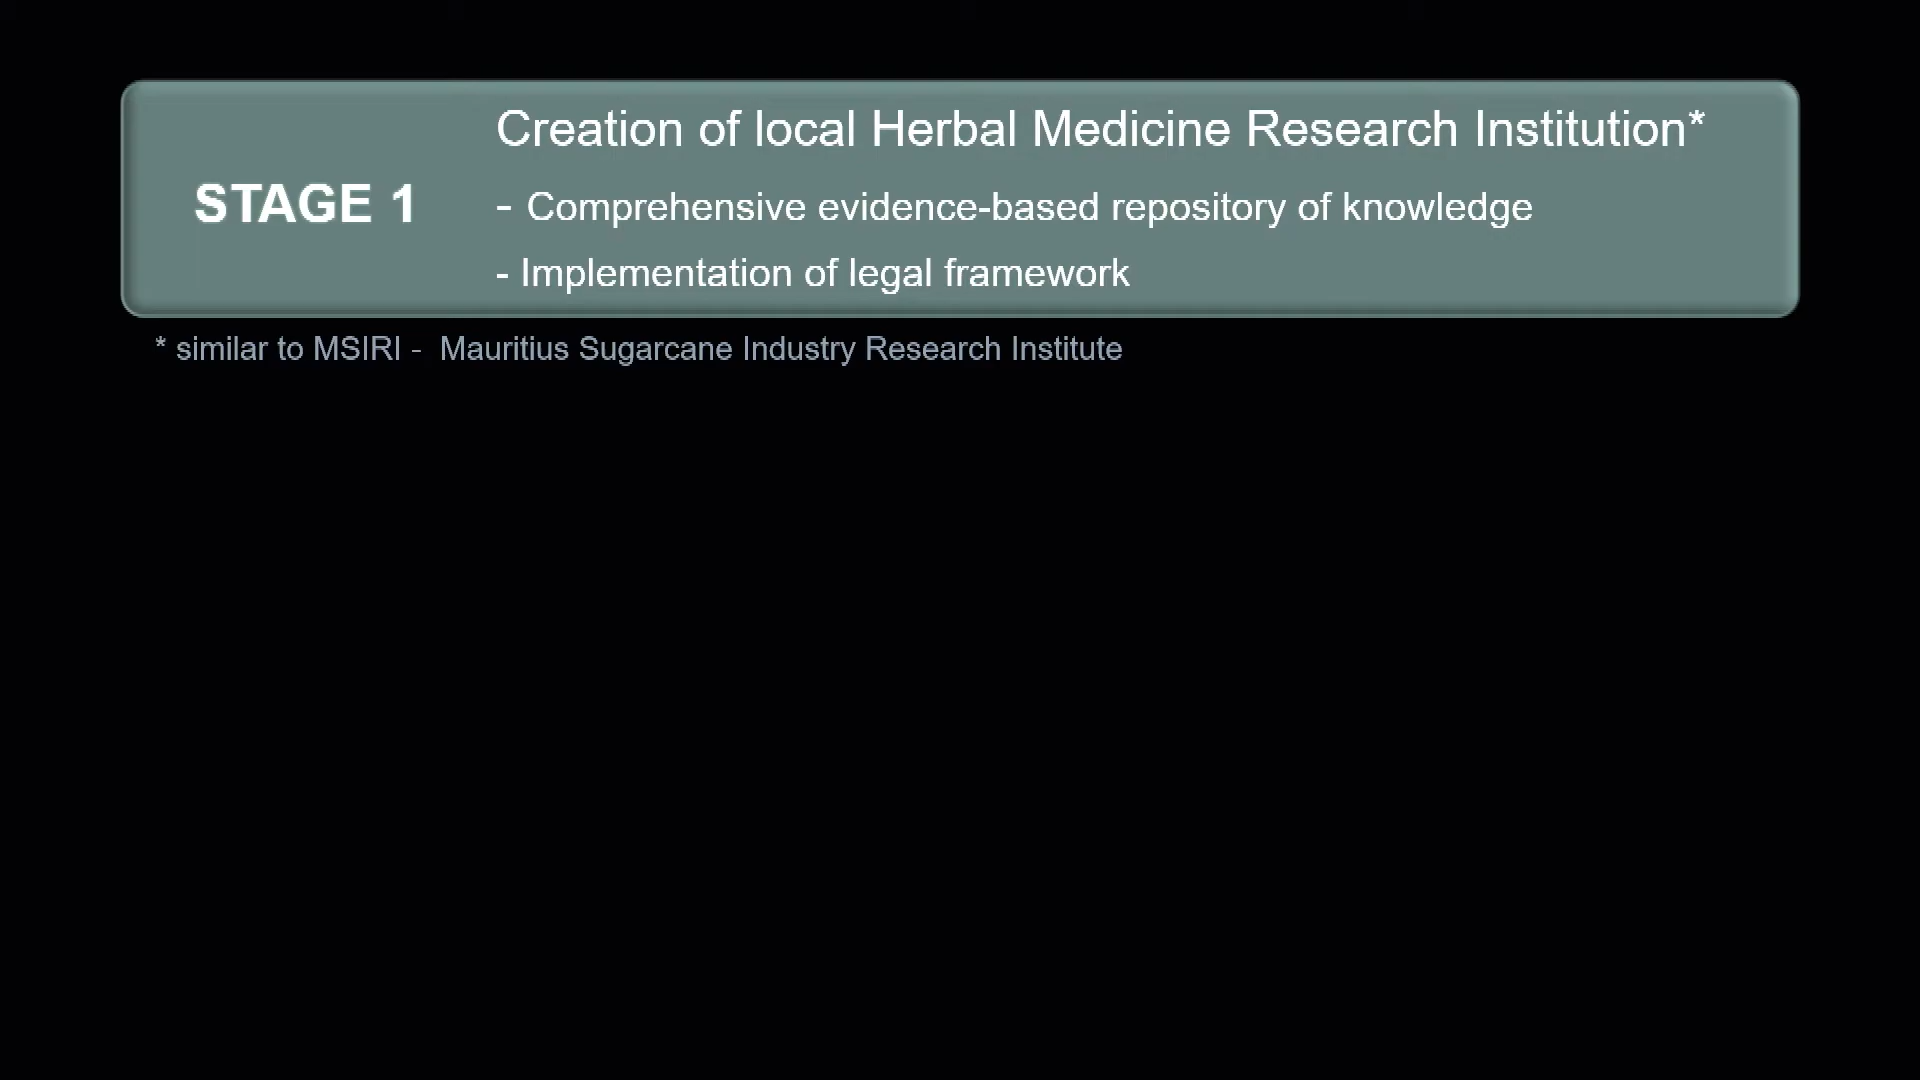 Creation of local Herbal Medicine Research Institution*
STAGE 1
- Comprehensive evidence-based repository of knowledge
- Implementation of legal framework
* similar to MSIRI - Mauritius Sugarcane Industry Research Institute